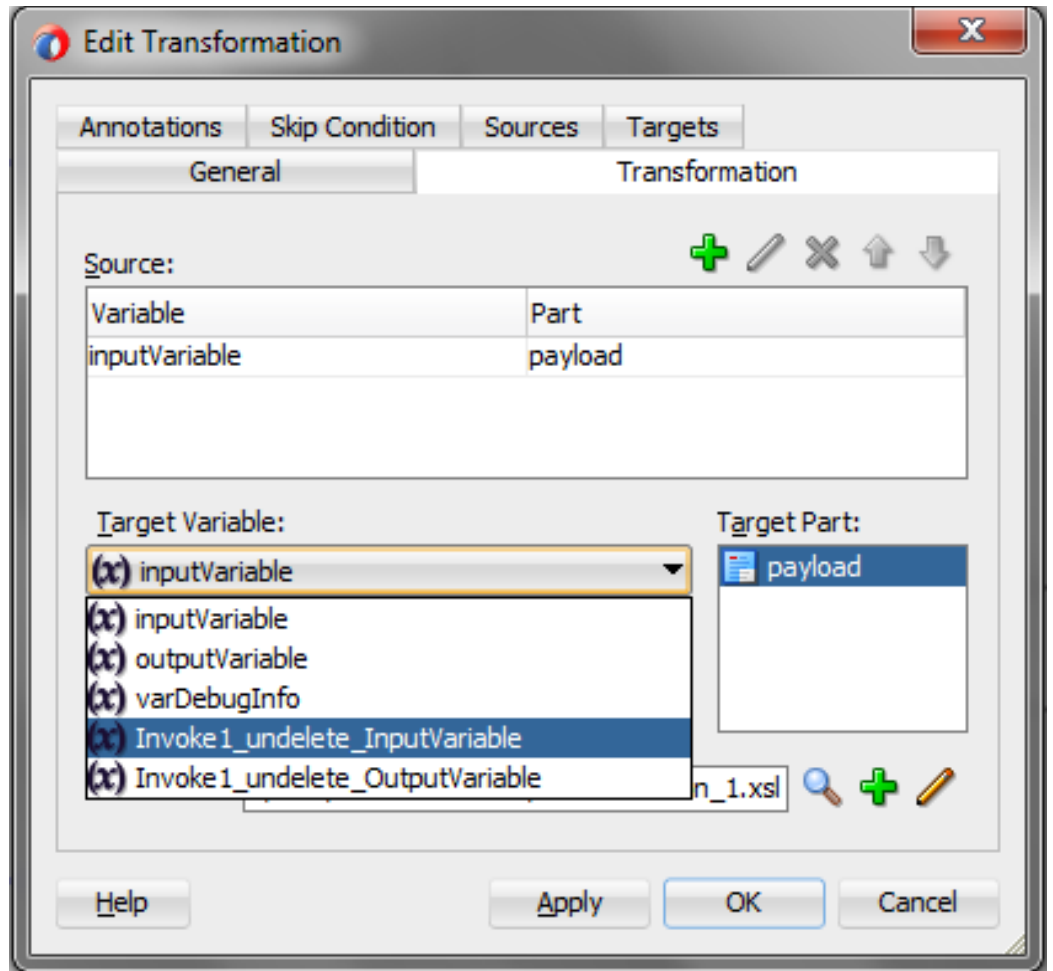 Edit Transformation
Annotations Skip Condition Sources Targets
General Transformation
Source:
Variable Part
inputVariable payload
Target Variable: Target Part:
(x) inputVariable payload
(x) inputVariable
(x) outputVariable
(x) varDebugInfo
(x) Invoke1_undelete_InputVariable
(x) Invoke1_undelete_OutputVariable
n_1.xsl
Help Apply OK Cancel